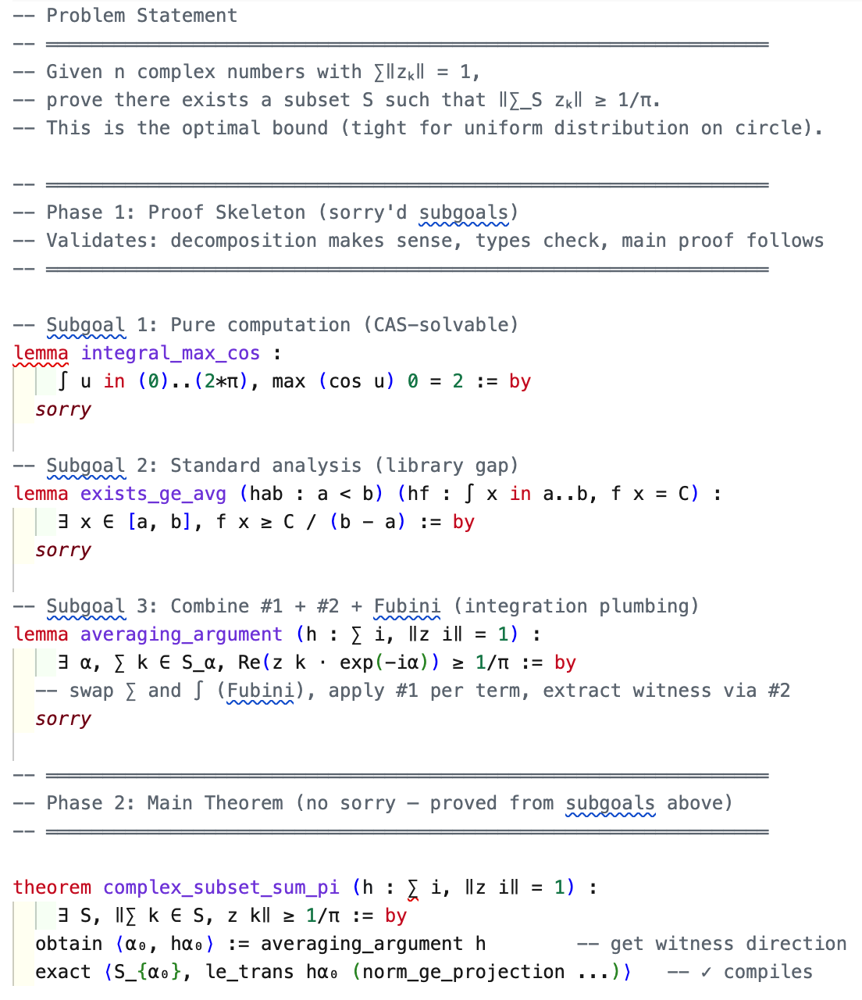 -- Problem Statement
-- ════════════════════════════════════════════════════════════════
-- Given n complex numbers with ∑‖zₖ‖ = 1,
-- prove there exists a subset S such that ‖∑_S zₖ‖ ≥ 1/π.
-- This is the optimal bound (tight for uniform distribution on circle).
-- ════════════════════════════════════════════════════════════════
-- Phase 1: Proof Skeleton (sorry'd subgoals)
-- Validates: decomposition makes sense, types check, main proof follows
-- ════════════════════════════════════════════════════════════════
-- Subgoal 1: Pure computation (CAS-solvable)
lemma integral_max_cos :
    ∫ u in (0)..(2*π), max (cos u) 0 = 2 := by
  sorry
-- Subgoal 2: Standard analysis (library gap)
lemma exists_ge_avg (hab : a < b) (hf : ∫ x in a..b, f x = C) :
    ∃ x ∈ [a, b], f x ≥ C / (b - a) := by
  sorry
-- Subgoal 3: Combine #1 + #2 + Fubini (integration plumbing)
lemma averaging_argument (h : ∑ i, ‖z i‖ = 1) :
    ∃ α, ∑ k ∈ S_α, Re(z k · exp(-iα)) ≥ 1/π := by
  -- swap ∑ and ∫ (Fubini), apply #1 per term, extract witness via #2
  sorry
-- ════════════════════════════════════════════════════════════════
-- Phase 2: Main Theorem (no sorry — proved from subgoals above)
-- ════════════════════════════════════════════════════════════════
theorem complex_subset_sum_pi (h : ∑ i, ‖z i‖ = 1) :
    ∃ S, ‖∑ k ∈ S, z k‖ ≥ 1/π := by
  obtain ⟨α₀, hα₀⟩ := averaging_argument h        -- get witness direction
  exact ⟨S_{α₀}, le_trans hα₀ (norm_ge_projection ...)⟩   -- ✓ compiles